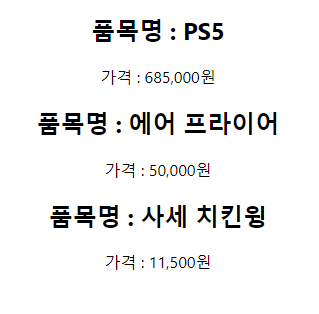 품목명 : PS5
가격 : 685,000원
품목명 : 에어 프라이어
가격 : 50,000원
품목명 : 사세 치킨윙
가격 : 11,500원